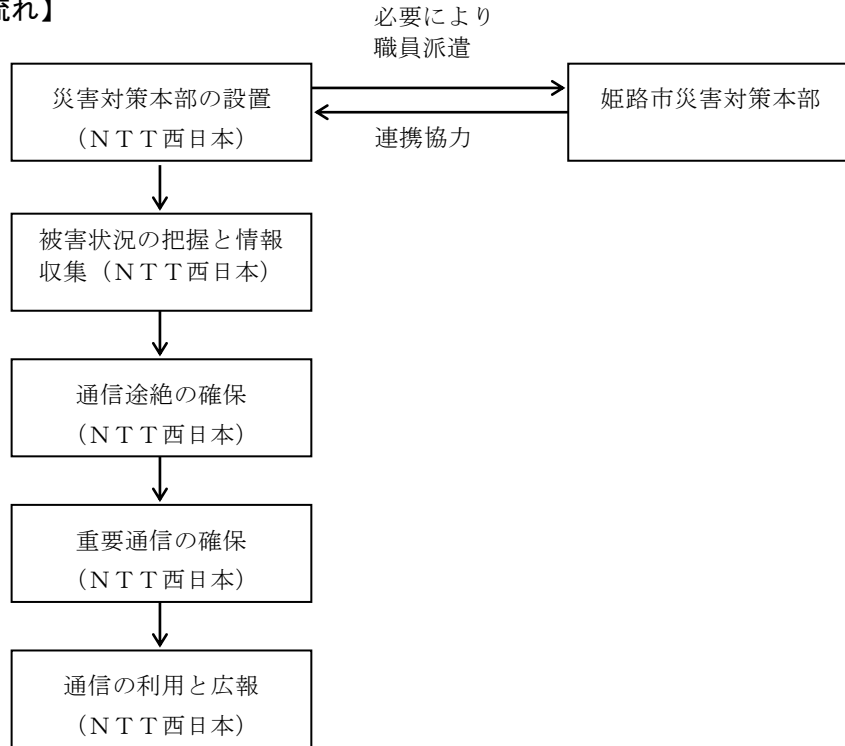 流れ】
必要により
職員派遣
災害対策本部の設置
（ＮＴＴ西日本）
姫路市災害対策本部
連携協力
被害状況の把握と情報
収集（ＮＴＴ西日本）
通信途絶の確保
（ＮＴＴ西日本）
重要通信の確保
（ＮＴＴ西日本）
通信の利用と広報
（ＮＴＴ西日本）